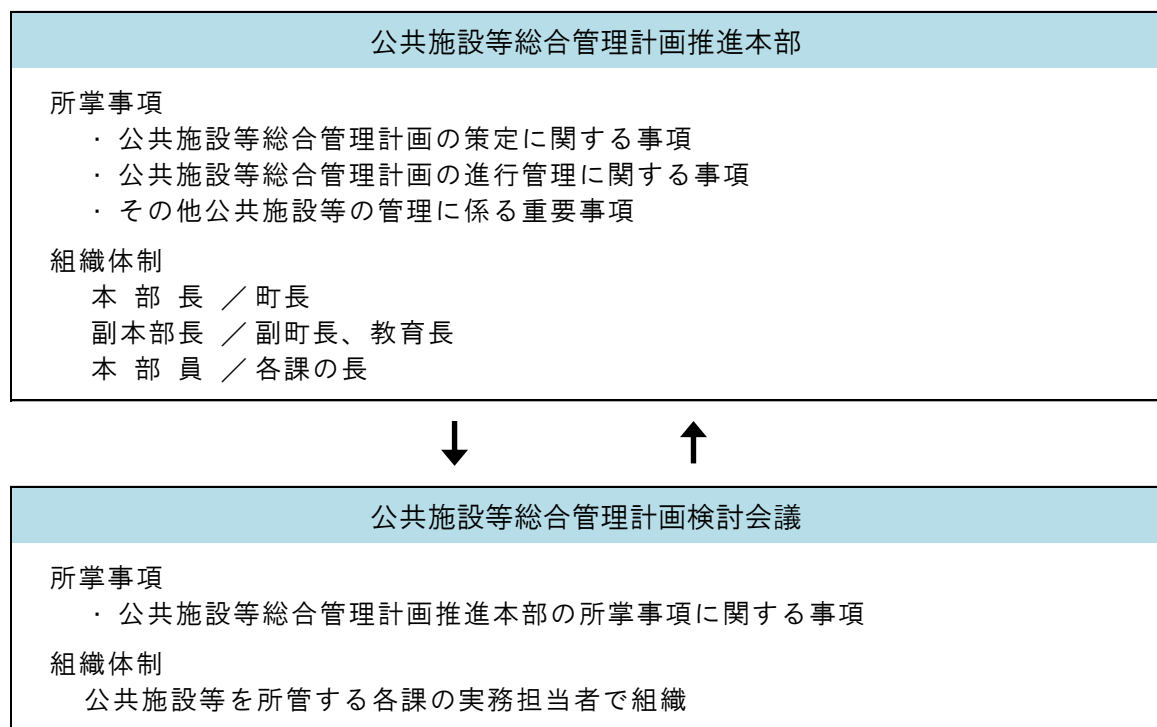 公共施設等総合管理計画推進本部
所掌事項
・公共施設等総合管理計画の策定に関する事項
・公共施設等総合管理計画の進行管理に関する事項
・その他公共施設等の管理に係る重要事項
組織体制
本 部 長 ／町長
副本部長 ／副町長、教育長
本 部 員 ／各課の長
公共施設等総合管理計画検討会議
所掌事項
・公共施設等総合管理計画推進本部の所掌事項に関する事項
組織体制
公共施設等を所管する各課の実務担当者で組織